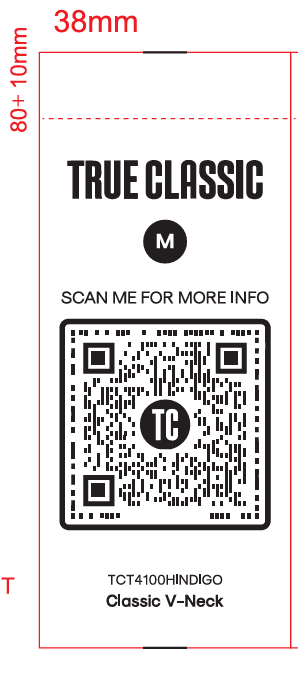 38mm
80+ 10mm
TRUE CLASSIC
M
SCAN ME FOR MORE INFO
TC
T
TCT4100HINDIGO
Classic V-Neck